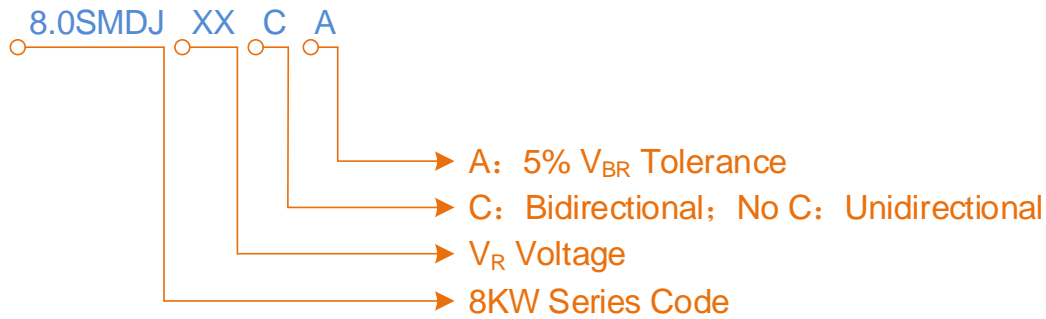 8.0SMDJ XX C A
A：5% VBR Tolerance
C：Bidirectional；No C：Unidirectional
VR Voltage
8KW Series Code